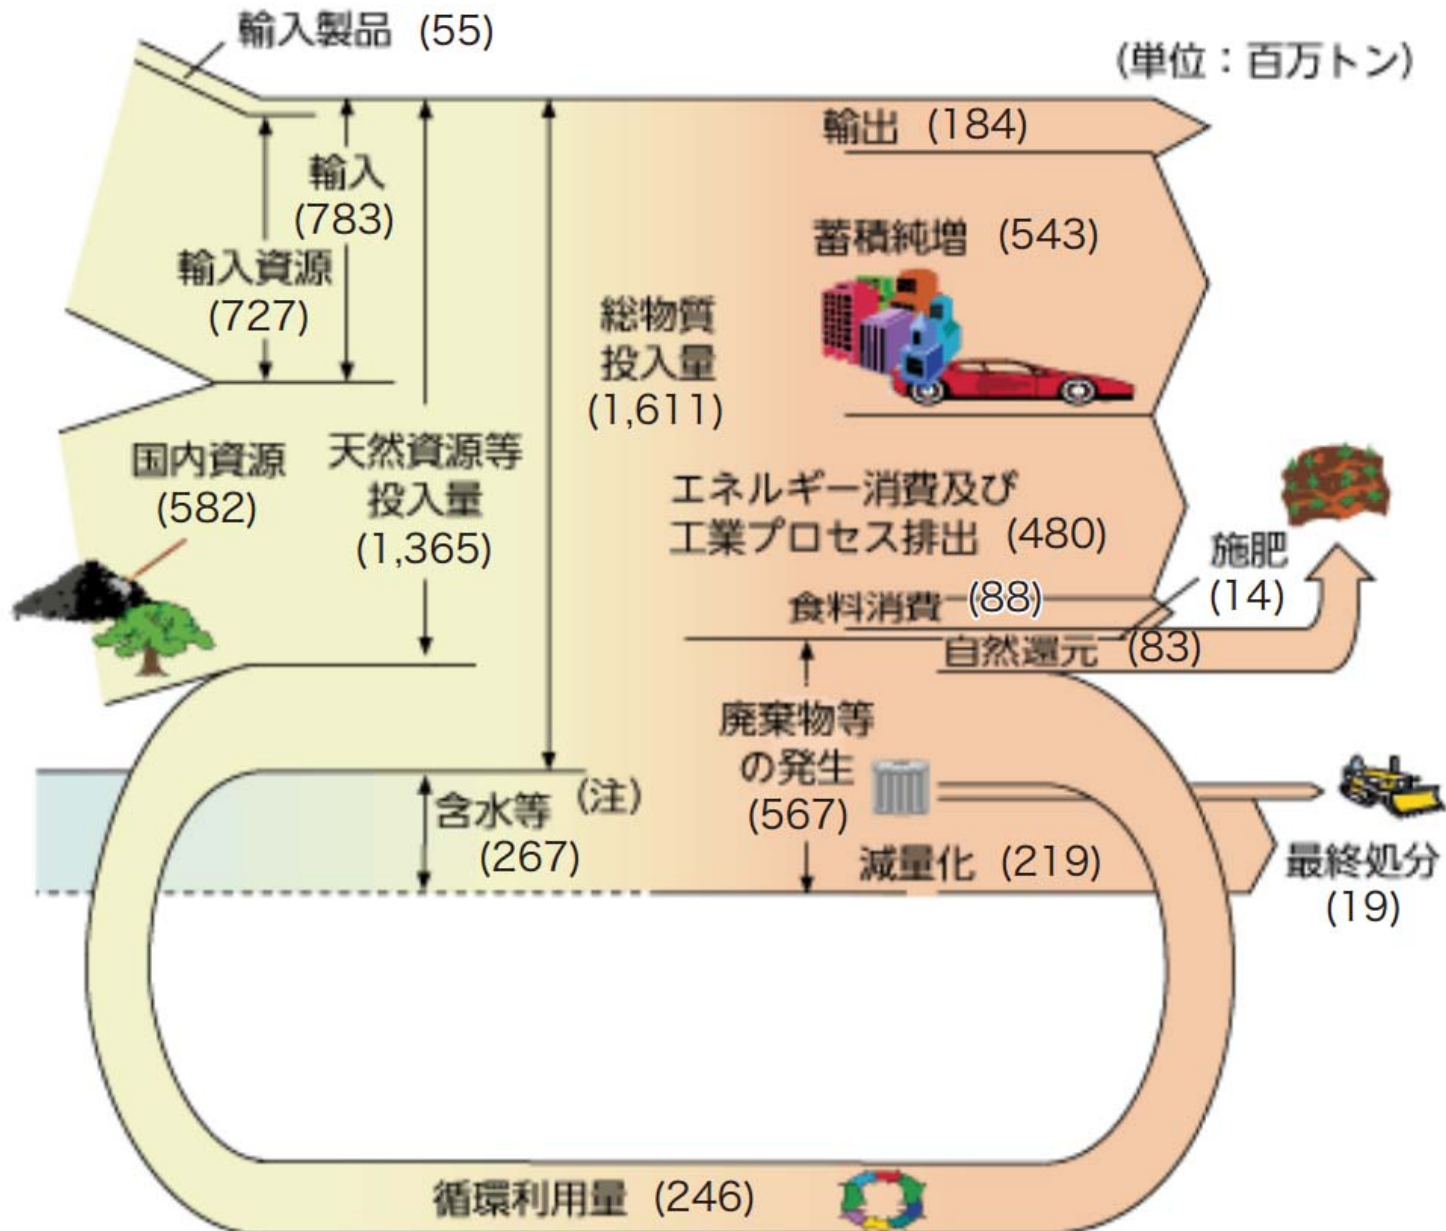 輸入製品 (55)
(単位：百万トン)
輸出 (184)
輸入
(783)
輸入資源
(727)
蓄積純増 (543)
総物質
投入量
(1,611)
国内資源
(582)
天然資源等
投入量
(1,365)
エネルギー消費及び
工業プロセス排出 (480)
施肥
(14)
食料消費 (88)
自然還元 (83)
廃棄物等
の発生
(567)
含水等 (注)
(267)
減量化 (219)
最終処分
(19)
循環利用量 (246)